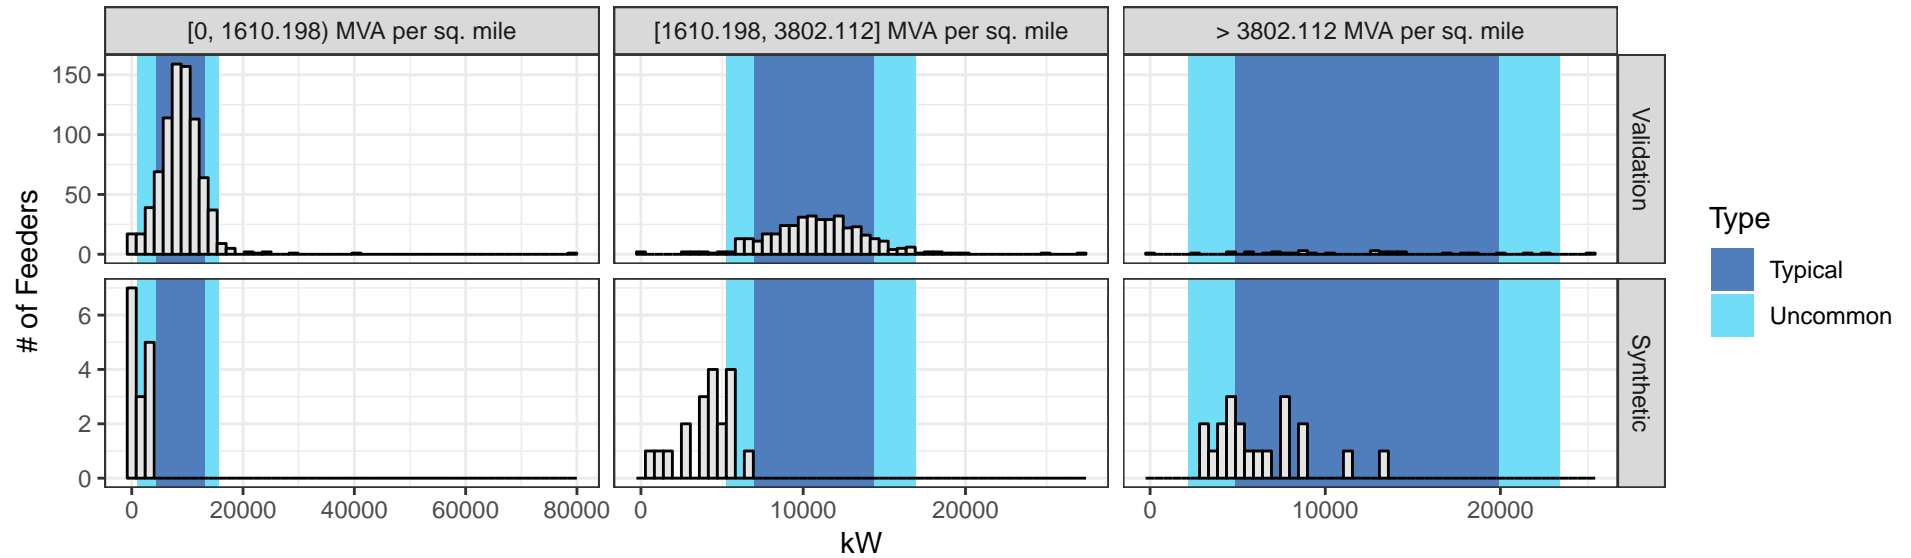 [0, 1610.198) MVA per sq. mile
[1610.198, 3802.112] MVA per sq. mile
> 3802.112 MVA per sq. mile
# of Feeders
150
100
50
0
Validation
6
4
2
0
Synthetic
0 20000 40000 60000 80000
0 10000 20000
0 10000 20000
kW
Type
Typical
Uncommon